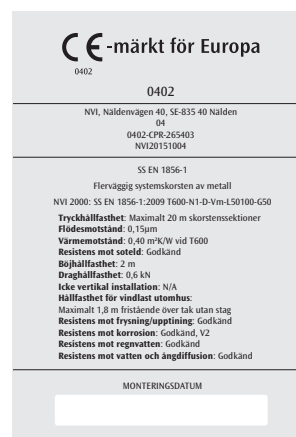 CE-märkt för Europa
0402
0402
NVI, Näldenvägen 40, SE-835 40 Nälden
04
0402-CPR-265403
NVI20151004
SS EN 1856-1
Flerväggig systemskorsten av metall
NVI 2000: SS EN 1856-1:2009 T600-N1-D-Vm-L50100-G50
Tryckhållfasthet: Maximalt 20 m skorstenssektioner
Flödesmotstånd: 0,15µm
Värmemotstånd: 0,40 m²K/W vid T600
Resistens mot soteld: Godkänd
Böjhållfasthet: 2 m
Draghållfasthet: 0,6 kN
Icke vertikal installation: N/A
Hållfasthet för vindlast utomhus:
Maximalt 1,8 m fristående över tak utan stag
Resistens mot frysning/upptining: Godkänd
Resistens mot korrosion: Godkänd, V2
Resistens mot regnvatten: Godkänd
Resistens mot vatten och ångdiffusion: Godkänd
MONTERINGSDATUM